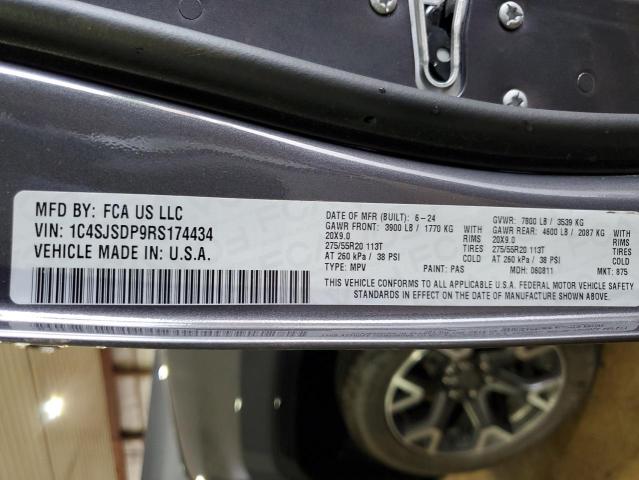 MFD BY: FCA US LLC
VIN: 1C4SJSDP9RS174434
VEHICLE MADE IN U.S.A.
DATE OF MFR (BUILT): 6-24
GAWR FRONT: 3900 LB / 1770 KG
WITH
20X9.0
RIMS
275/55R20 113T
TIRES
AT 260 kPa / 38 PSI
COLD
TYPE: MPV
PAINT: PAS
GVWR: 7800 LB / 3539 KG
GAWR REAR: 4600 LB / 2087 KG
WITH
20X9.0
RIMS
275/55R20 113T
TIRES
AT 260 kPa / 38 PSI
COLD
MDH: 060811
MKT: 875
THIS VEHICLE CONFORMS TO ALL APPLICABLE U.S.A. FEDERAL MOTOR VEHICLE SAFETY
STANDARDS IN EFFECT ON THE DATE OF MANUFACTURE SHOWN ABOVE.